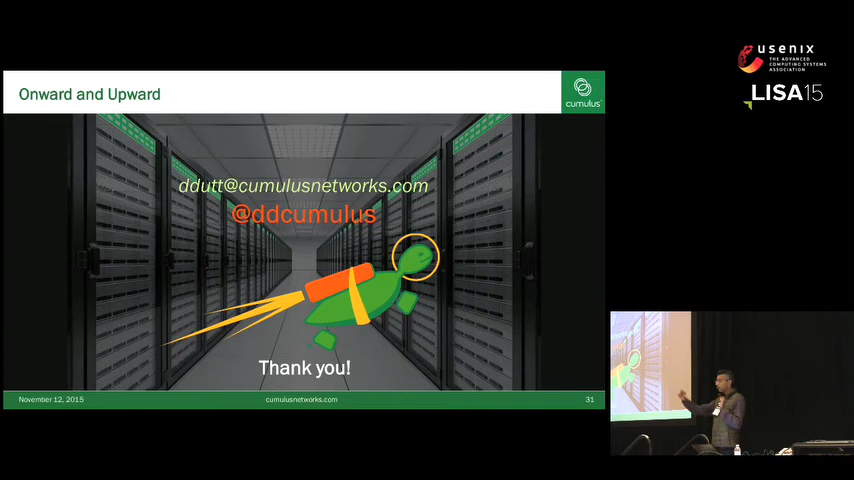 usenix
THE ADVANCED
COMPUTING SYSTEMS
ASSOCIATION
LISA15
Onward and Upward
cumulus
ddutt@cumulusnetworks.com
@ddcumulus
Thank you!
November 12, 2015
cumulusnetworks.com
31